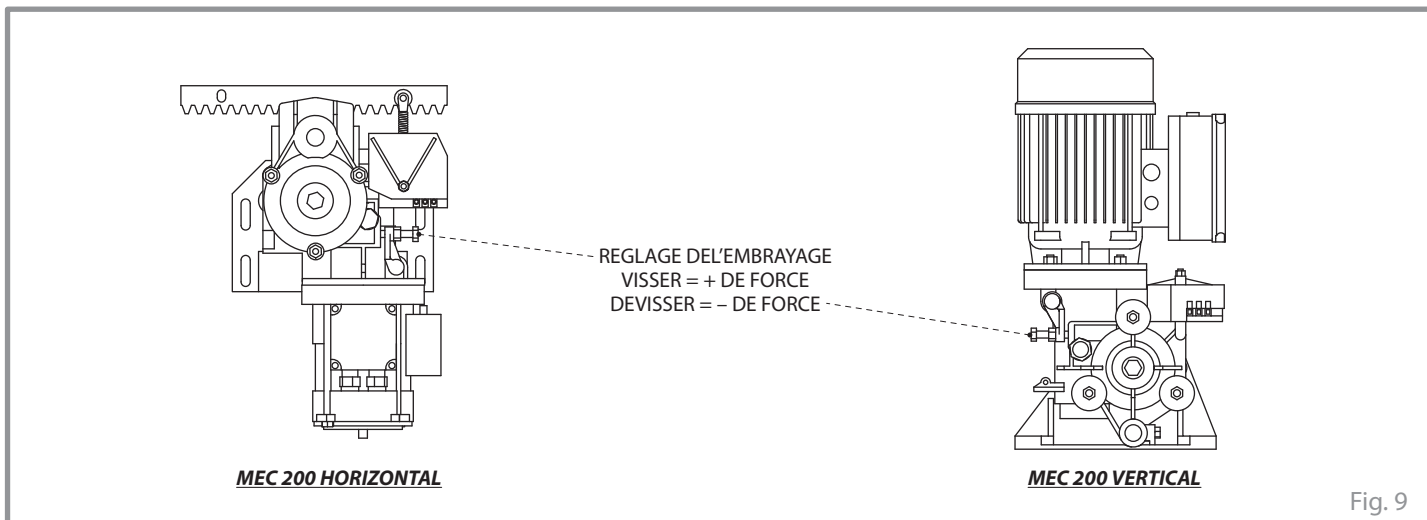 REGLAGE DEL'EMBRAYAGE
VISSER = + DE FORCE
DEVISSER = – DE FORCE
MEC 200 HORIZONTAL
MEC 200 VERTICAL
Fig. 9